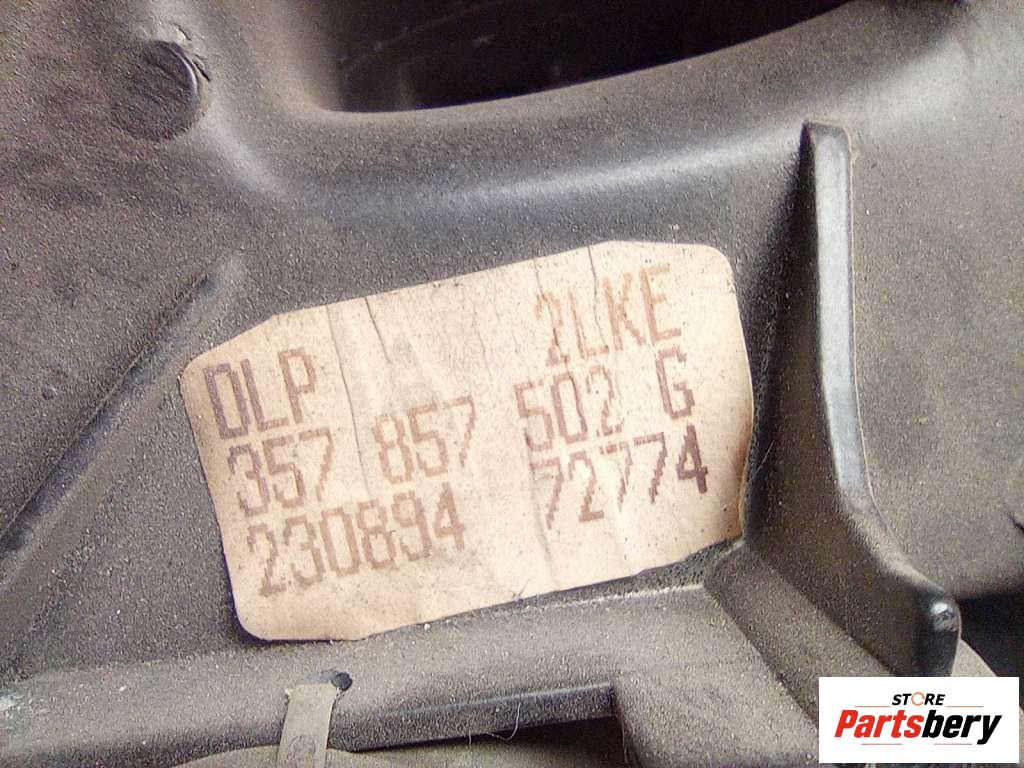 DLP 2LKE
357 857 502 G
230894 72774
STORE
Partsbery